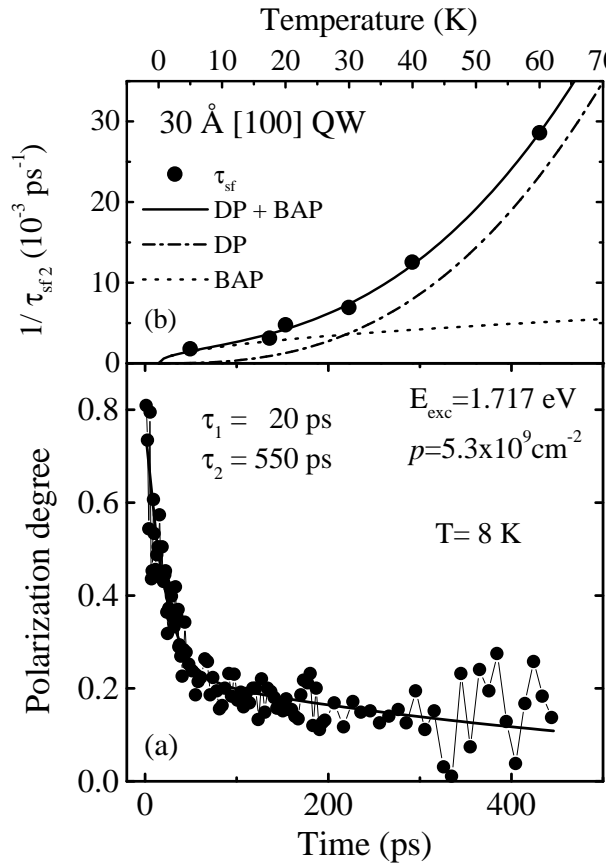 Temperature (K)
0 10 20 30 40 50 60 70
30 Å [100] QW
τsf
DP + BAP
DP
BAP
(b)
1/ τsf 2 (10⁻³ ps⁻¹)
30
20
10
0
E_exc=1.717 eV
τ₁ = 20 ps
p=5.3x10⁹cm⁻²
τ₂ = 550 ps
T= 8 K
(a)
Polarization degree
0.8
0.6
0.4
0.2
0.0
0 200 400
Time (ps)